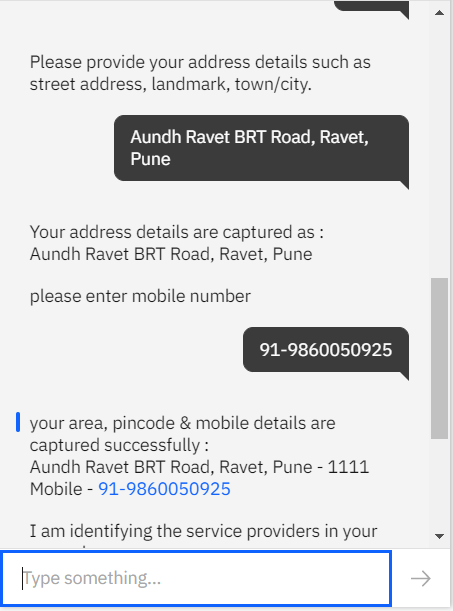 Please provide your address details such as
street address, landmark, town/city.
Aundh Ravet BRT Road, Ravet,
Pune
Your address details are captured as :
Aundh Ravet BRT Road, Ravet, Pune
please enter mobile number
91-9860050925
your area, pincode & mobile details are
captured successfully :
Aundh Ravet BRT Road, Ravet, Pune - 1111
Mobile - 91-9860050925
I am identifying the service providers in your
Type something...